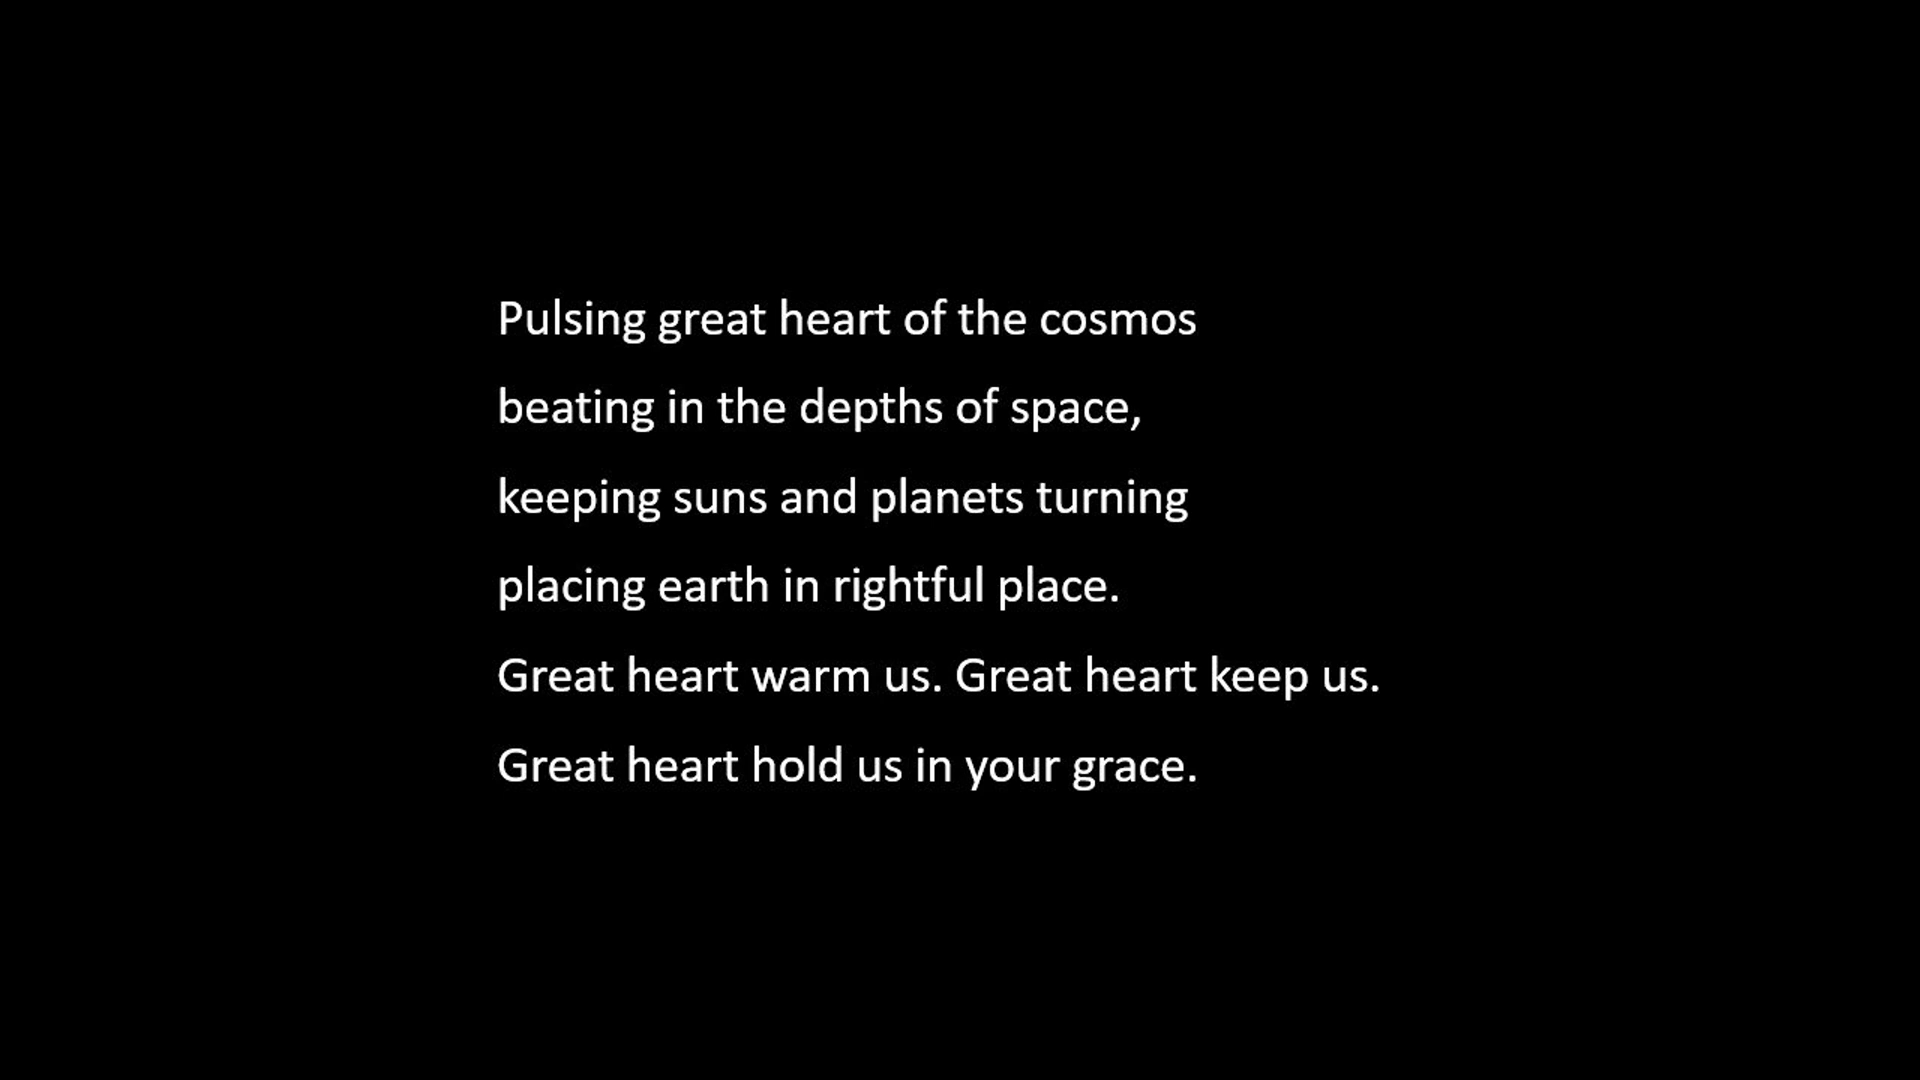 Pulsing great heart of the cosmos
beating in the depths of space,
keeping suns and planets turning
placing earth in rightful place.
Great heart warm us. Great heart keep us.
Great heart hold us in your grace.